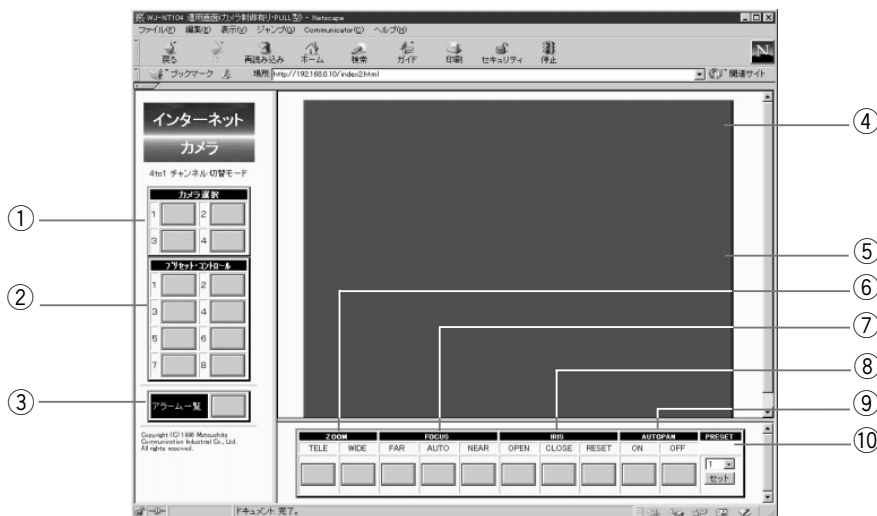 WJ-NT104 運用画面(カメラ制御有り・PULL型) - Netscape
ファイル(F) 編集(E) 表示(V) ジャンプ(G) Communicator(C) ヘルプ(H)
戻る 再読み込み ホーム 検索 ガイド 印刷 セキュリティ 停止
N
ブックマーク 場所: http://192.168.0.10/index2.html 関連サイト
インターネット
カメラ
4to1 チャンネル切替モード
カメラ選択
1 2
3 4
プリセット・コントロール
1 2
3 4
5 6
7 8
アラーム一覧
Copyright (C) 1998 Matsushita
Communication Industrial Co., Ltd.
All rights reserved.
ZOOM FOCUS IRIS AUTOPAN PRESET
TELE WIDE FAR AUTO NEAR OPEN CLOSE RESET ON OFF
1
セット
ドキュメント: 完了。
①
②
③
④
⑤
⑥
⑦
⑧
⑨
⑩